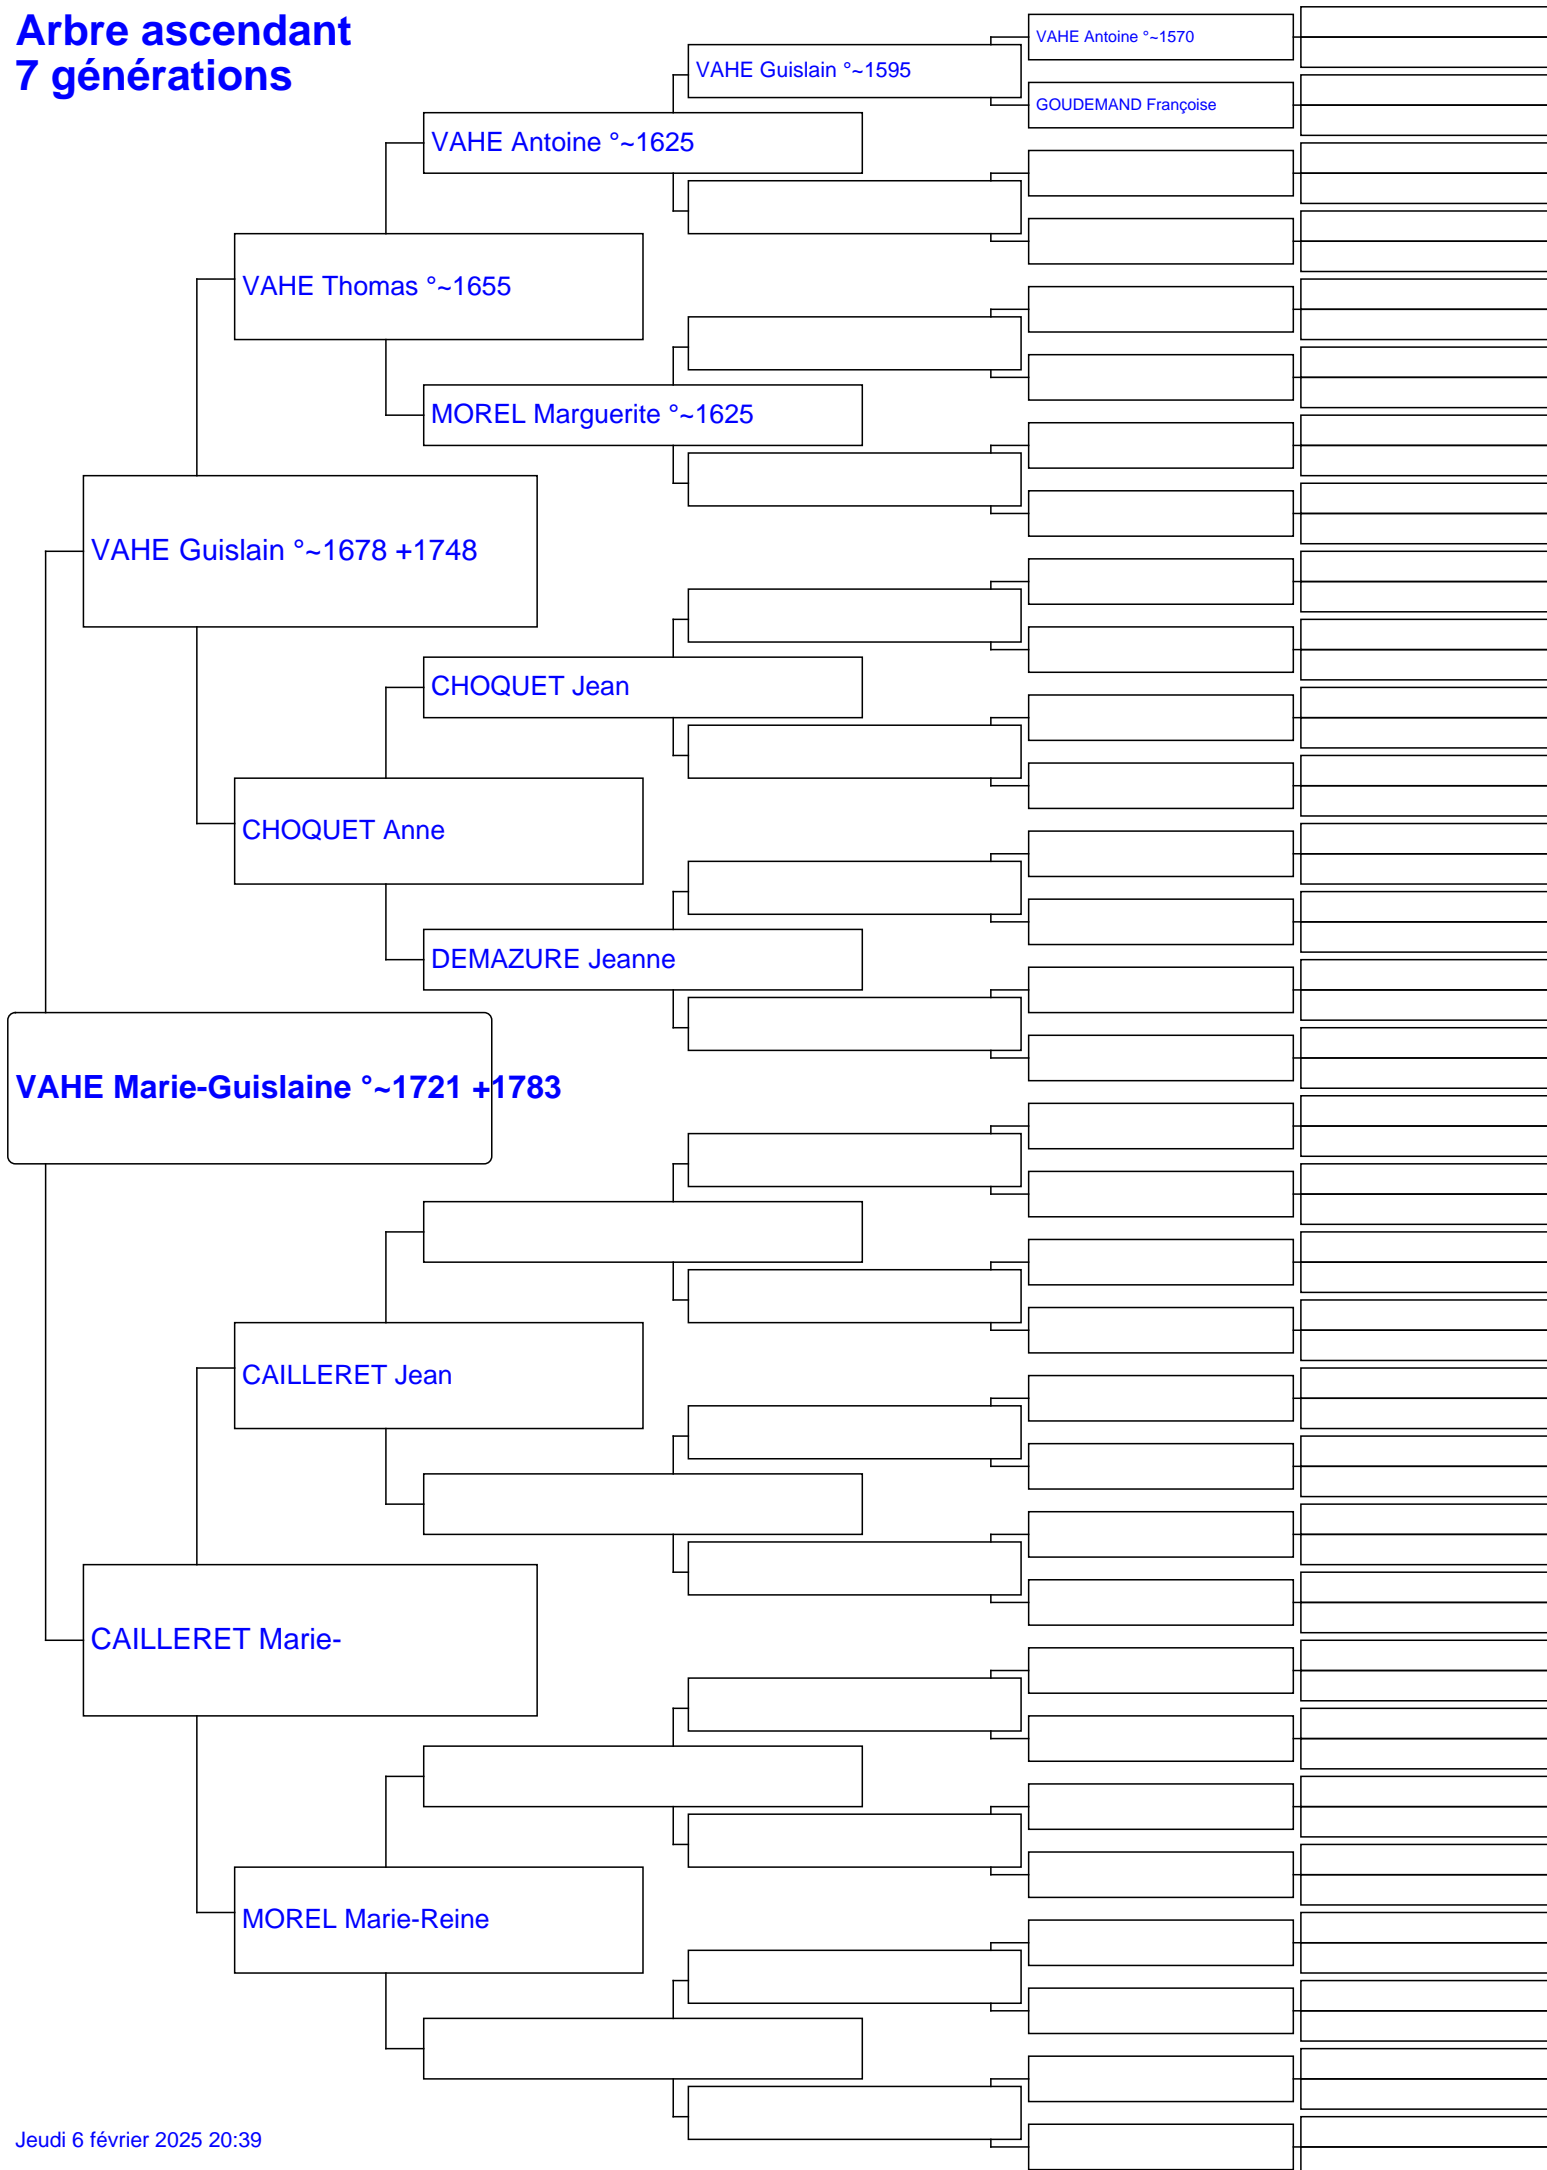 Arbre ascendant
7 générations
VAHE Antoine °~1570
VAHE Guislain °~1595
GOUDEMAND Françoise
VAHE Antoine °~1625
VAHE Thomas °~1655
MOREL Marguerite °~1625
VAHE Guislain °~1678 +1748
CHOQUET Jean
CHOQUET Anne
DEMAZURE Jeanne
VAHE Marie-Guislaine °~1721 +1783
CAILLERET Jean
CAILLERET Marie-
MOREL Marie-Reine
Jeudi 6 février 2025 20:39